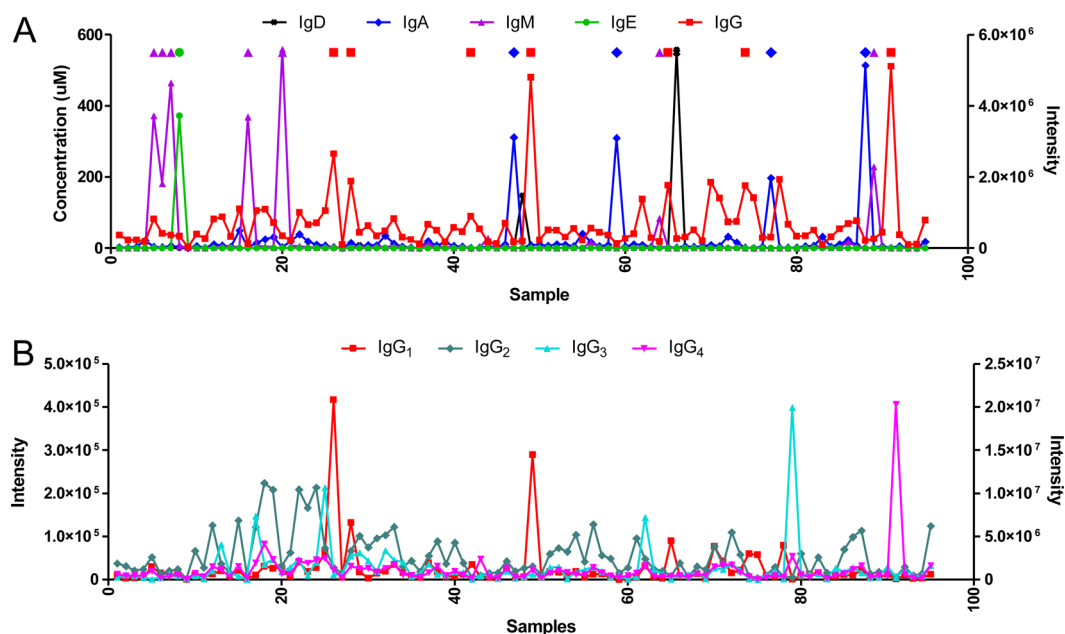 A
IgD IgA IgM IgE IgG
600 6.0×10⁶
400 4.0×10⁶
200 2.0×10⁶
0 0
0 20 40 60 80 100
Concentration (uM)
Intensity
Sample
B
IgG₁ IgG₂ IgG₃ IgG₄
5.0×10⁵ 2.5×10⁷
4.0×10⁵ 2.0×10⁷
3.0×10⁵ 1.5×10⁷
2.0×10⁵ 1.0×10⁷
1.0×10⁵ 5.0×10⁶
0 0
0 20 40 60 80 100
Intensity
Intensity
Samples